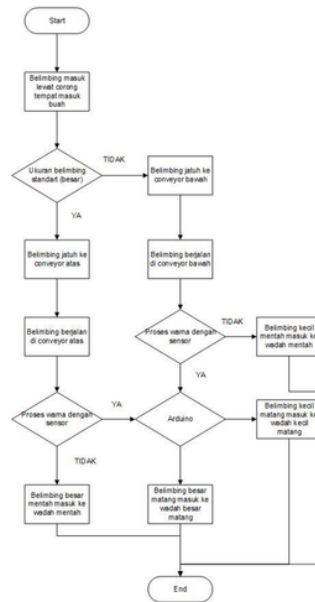 Start
Belimbing masuk
lewat corong
tempat masuk
buah
Ukuran belimbing
standart (besar)
TIDAK
Belimbing jatuh ke
conveyor bawah
YA
Belimbing jatuh ke
conveyor atas
Belimbing berjalan
di conveyor bawah
Belimbing berjalan
di conveyor atas
Proses warna dengan
sensor
TIDAK
Belimbing kecil
mentah masuk ke
wadah mentah
YA
Proses warna dengan
sensor
YA
Arduino
Belimbing kecil
matang masuk ke
wadah kecil
matang
TIDAK
Belimbing besar
mentah masuk ke
wadah mentah
Belimbing besar
matang masuk ke
wadah besar
matang
End